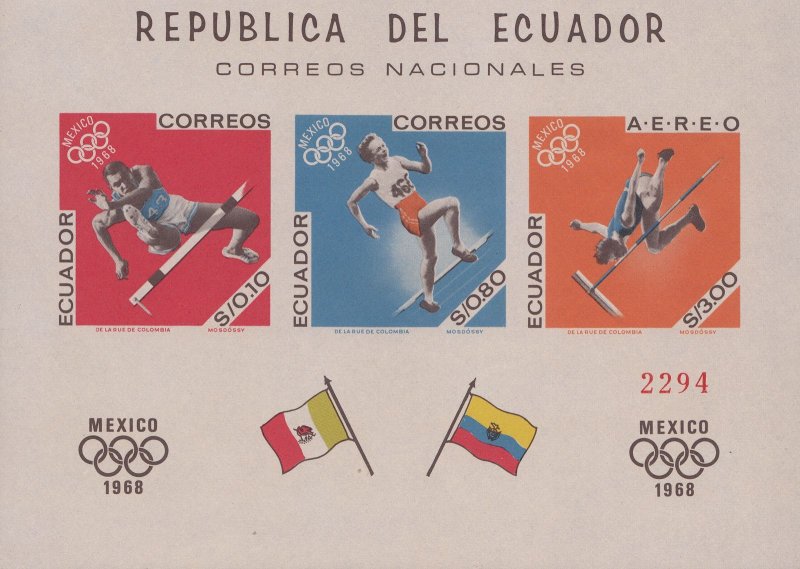 REPUBLICA DEL ECUADOR
CORREOS NACIONALES
MEXICO
1968
CORREOS
ECUADOR
S/0.10
DE LA RUE DE COLOMBIA MOSDÓSSY
MEXICO
1968
CORREOS
460
ECUADOR
S/0.80
DE LA RUE DE COLOMBIA MOSDÓSSY
MEXICO
1968
A·E·R·E·O
ECUADOR
S/3.00
DE LA RUE DE COLOMBIA MOSDÓSSY
2294
MEXICO
1968
MEXICO
1968